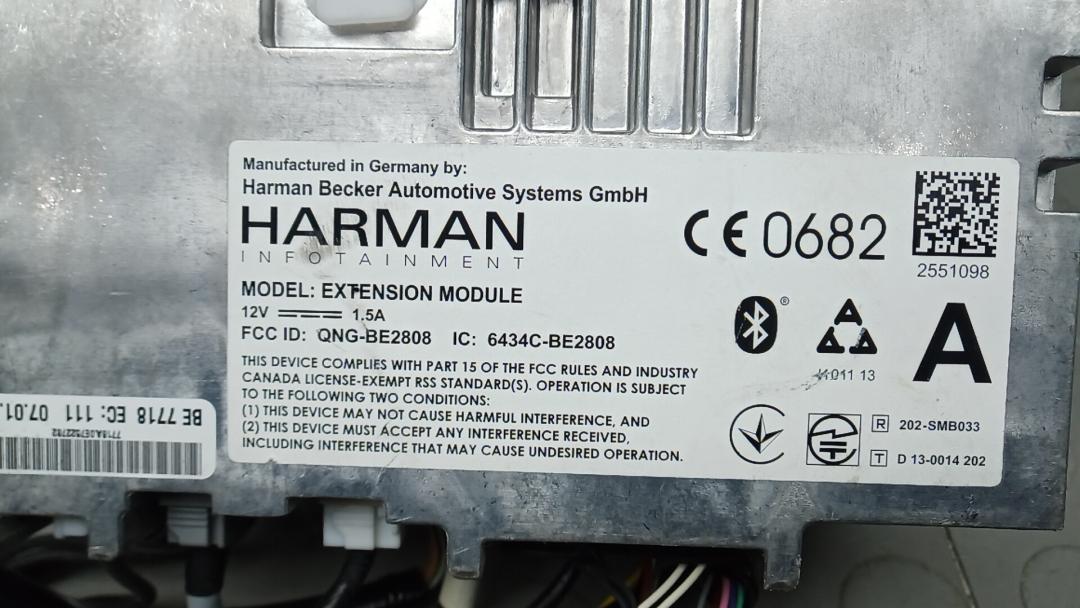 Manufactured in Germany by:
Harman Becker Automotive Systems GmbH
HARMAN
INFOTAINMENT
MODEL: EXTENSION MODULE
12V 1.5A
FCC ID: QNG-BE2808 IC: 6434C-BE2808
THIS DEVICE COMPLIES WITH PART 15 OF THE FCC RULES AND INDUSTRY
CANADA LICENSE-EXEMPT RSS STANDARD(S). OPERATION IS SUBJECT
TO THE FOLLOWING TWO CONDITIONS:
(1) THIS DEVICE MAY NOT CAUSE HARMFUL INTERFERENCE, AND
(2) THIS DEVICE MUST ACCEPT ANY INTERFERENCE RECEIVED,
INCLUDING INTERFERENCE THAT MAY CAUSE UNDESIRED OPERATION.
CE 0682
2551098
®
A
A
A A
011 13
R 202-SMB033
T D 13-0014 202
BE 7718 EC: 111 07.01.